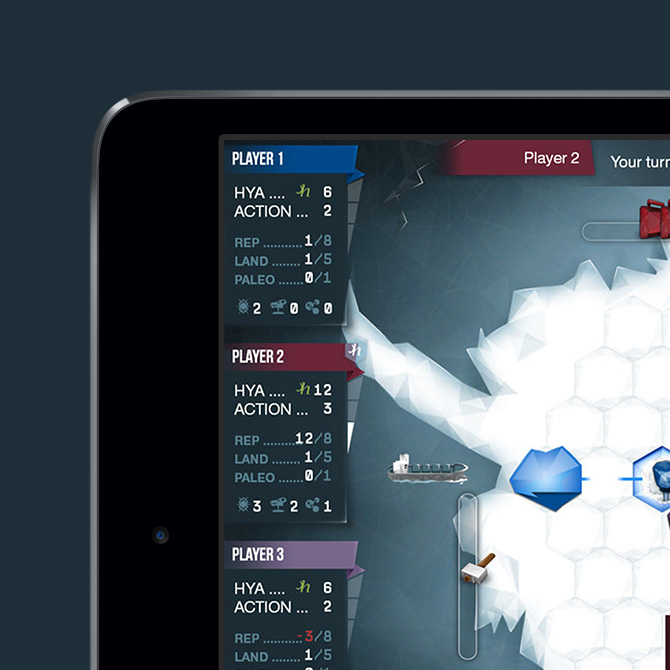 PLAYER 1
HYA .... h 6
ACTION ... 2
REP ........... 1/8
LAND ........ 1/5
PALEO ....... 0/1
2 0 0
Player 2
Your turn
PLAYER 2
h
HYA .... h 12
ACTION ... 3
REP ........... 12/8
LAND ........ 1/5
PALEO ....... 0/1
3 2 1
PLAYER 3
HYA .... h 6
ACTION ... 2
REP ........... -3/8
LAND ........ 1/5